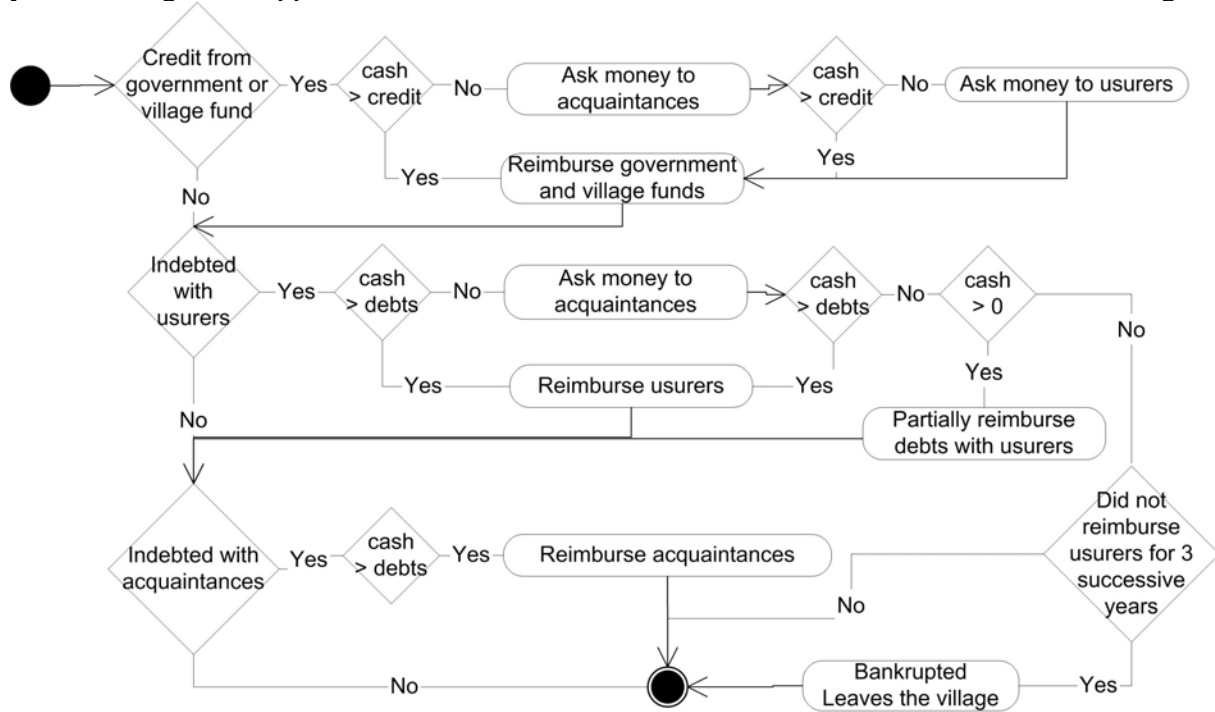 Credit from
government or
village fund
Yes
cash
> credit
No
Ask money to
acquaintances
cash
> credit
No
Ask money to usurers
Yes
Yes
Reimburse government
and village funds
No
Indebted
with
usurers
Yes
cash
> debts
No
Ask money to
acquaintances
cash
> debts
No
cash
> 0
No
Yes
Reimburse usurers
Yes
Yes
No
Partially reimburse
debts with usurers
Indebted with
acquaintances
Yes
cash
> debts
Yes
Reimburse acquaintances
Did not
reimburse
usurers for 3
successive
years
No
No
Bankrupted
Leaves the village
Yes